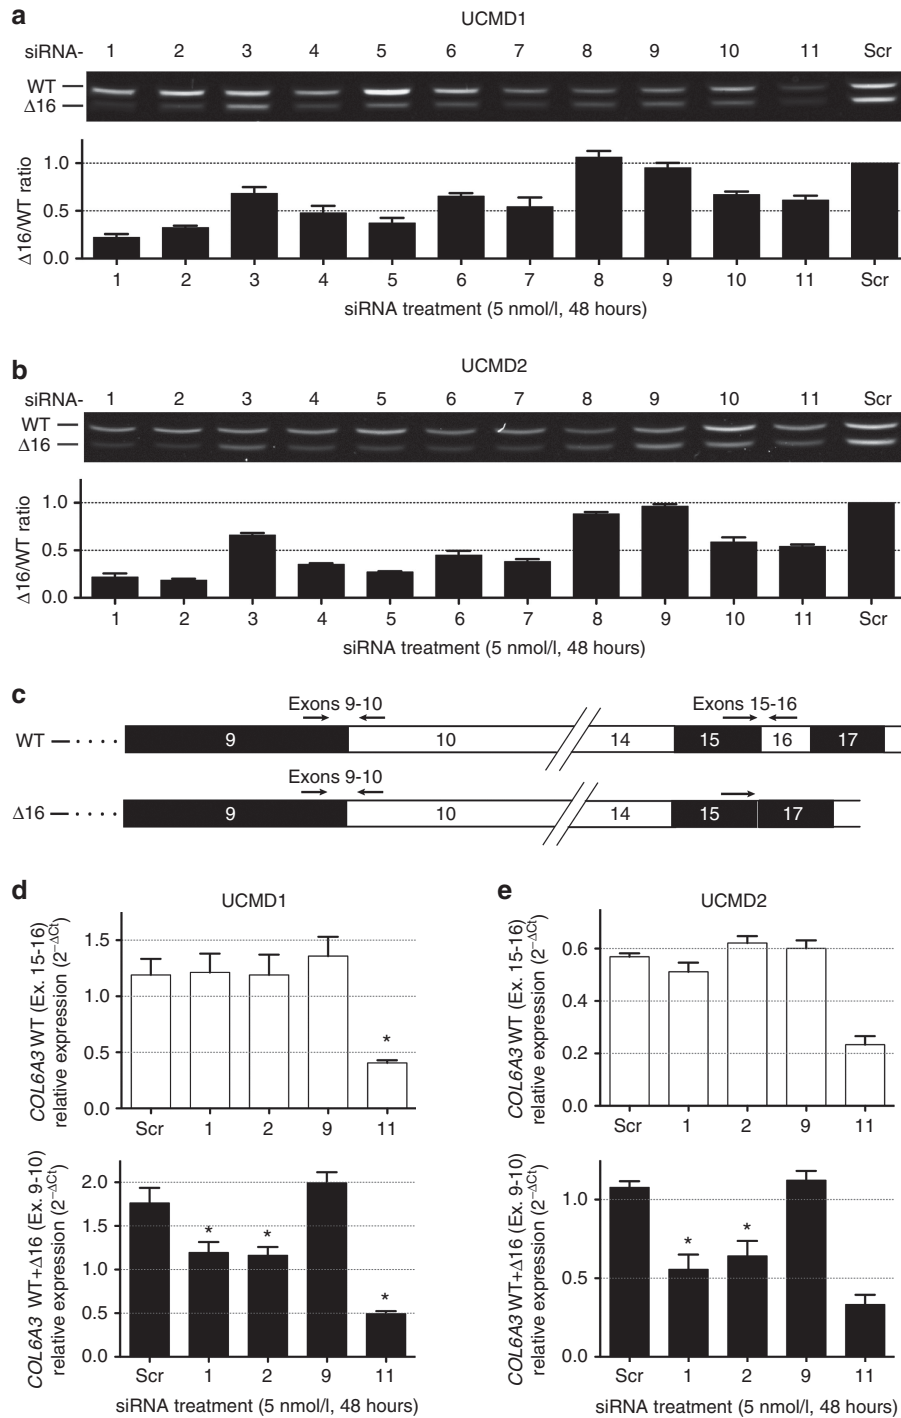 a
UCMD1
siRNA- 1 2 3 4 5 6 7 8 9 10 11 Scr
WT
Δ16
Δ16/WT ratio
1.0
0.5
0.0
1 2 3 4 5 6 7 8 9 10 11 Scr
siRNA treatment (5 nmol/l, 48 hours)
b
UCMD2
siRNA- 1 2 3 4 5 6 7 8 9 10 11 Scr
WT
Δ16
Δ16/WT ratio
1.0
0.5
0.0
1 2 3 4 5 6 7 8 9 10 11 Scr
siRNA treatment (5 nmol/l, 48 hours)
c
Exons 9-10 Exons 15-16
WT 9 10 14 15 16 17
Exons 9-10
Δ16 9 10 14 15 17
d
UCMD1
COL6A3 WT (Ex. 15-16)
relative expression (2−ΔCt)
1.5
1.0
0.5
0.0
*
Scr 1 2 9 11
COL6A3 WT+Δ16 (Ex. 9-10)
relative expression (2−ΔCt)
2.0
1.5
1.0
0.5
0.0
* * *
Scr 1 2 9 11
siRNA treatment (5 nmol/l, 48 hours)
e
UCMD2
COL6A3 WT (Ex. 15-16)
relative expression (2−ΔCt)
0.6
0.4
0.2
0.0
Scr 1 2 9 11
COL6A3 WT+Δ16 (Ex. 9-10)
relative expression (2−ΔCt)
1.0
0.5
0.0
* *
Scr 1 2 9 11
siRNA treatment (5 nmol/l, 48 hours)